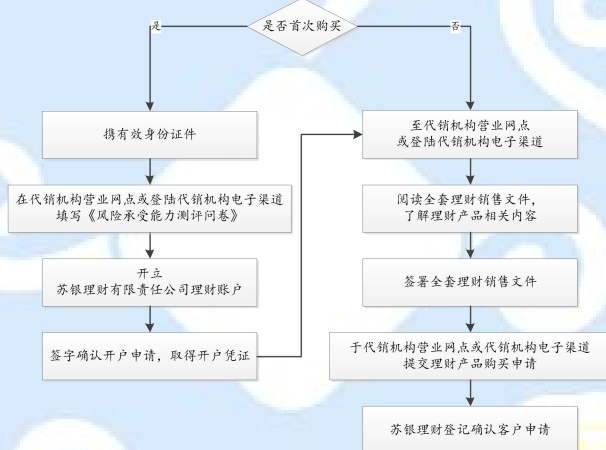 是否首次购买
是
否
携有效身份证件
在代销机构营业网点或登陆代销机构电子渠道
填写《风险承受能力测评问卷》
开立
苏银理财有限责任公司理财账户
签字确认开户申请，取得开户凭证
至代销机构营业网点
或登陆代销机构电子渠道
阅读全套理财销售文件，
了解理财产品相关内容
签署全套理财销售文件
于代销机构营业网点或代销机构电子渠道
提交理财产品购买申请
苏银理财登记确认客户申请